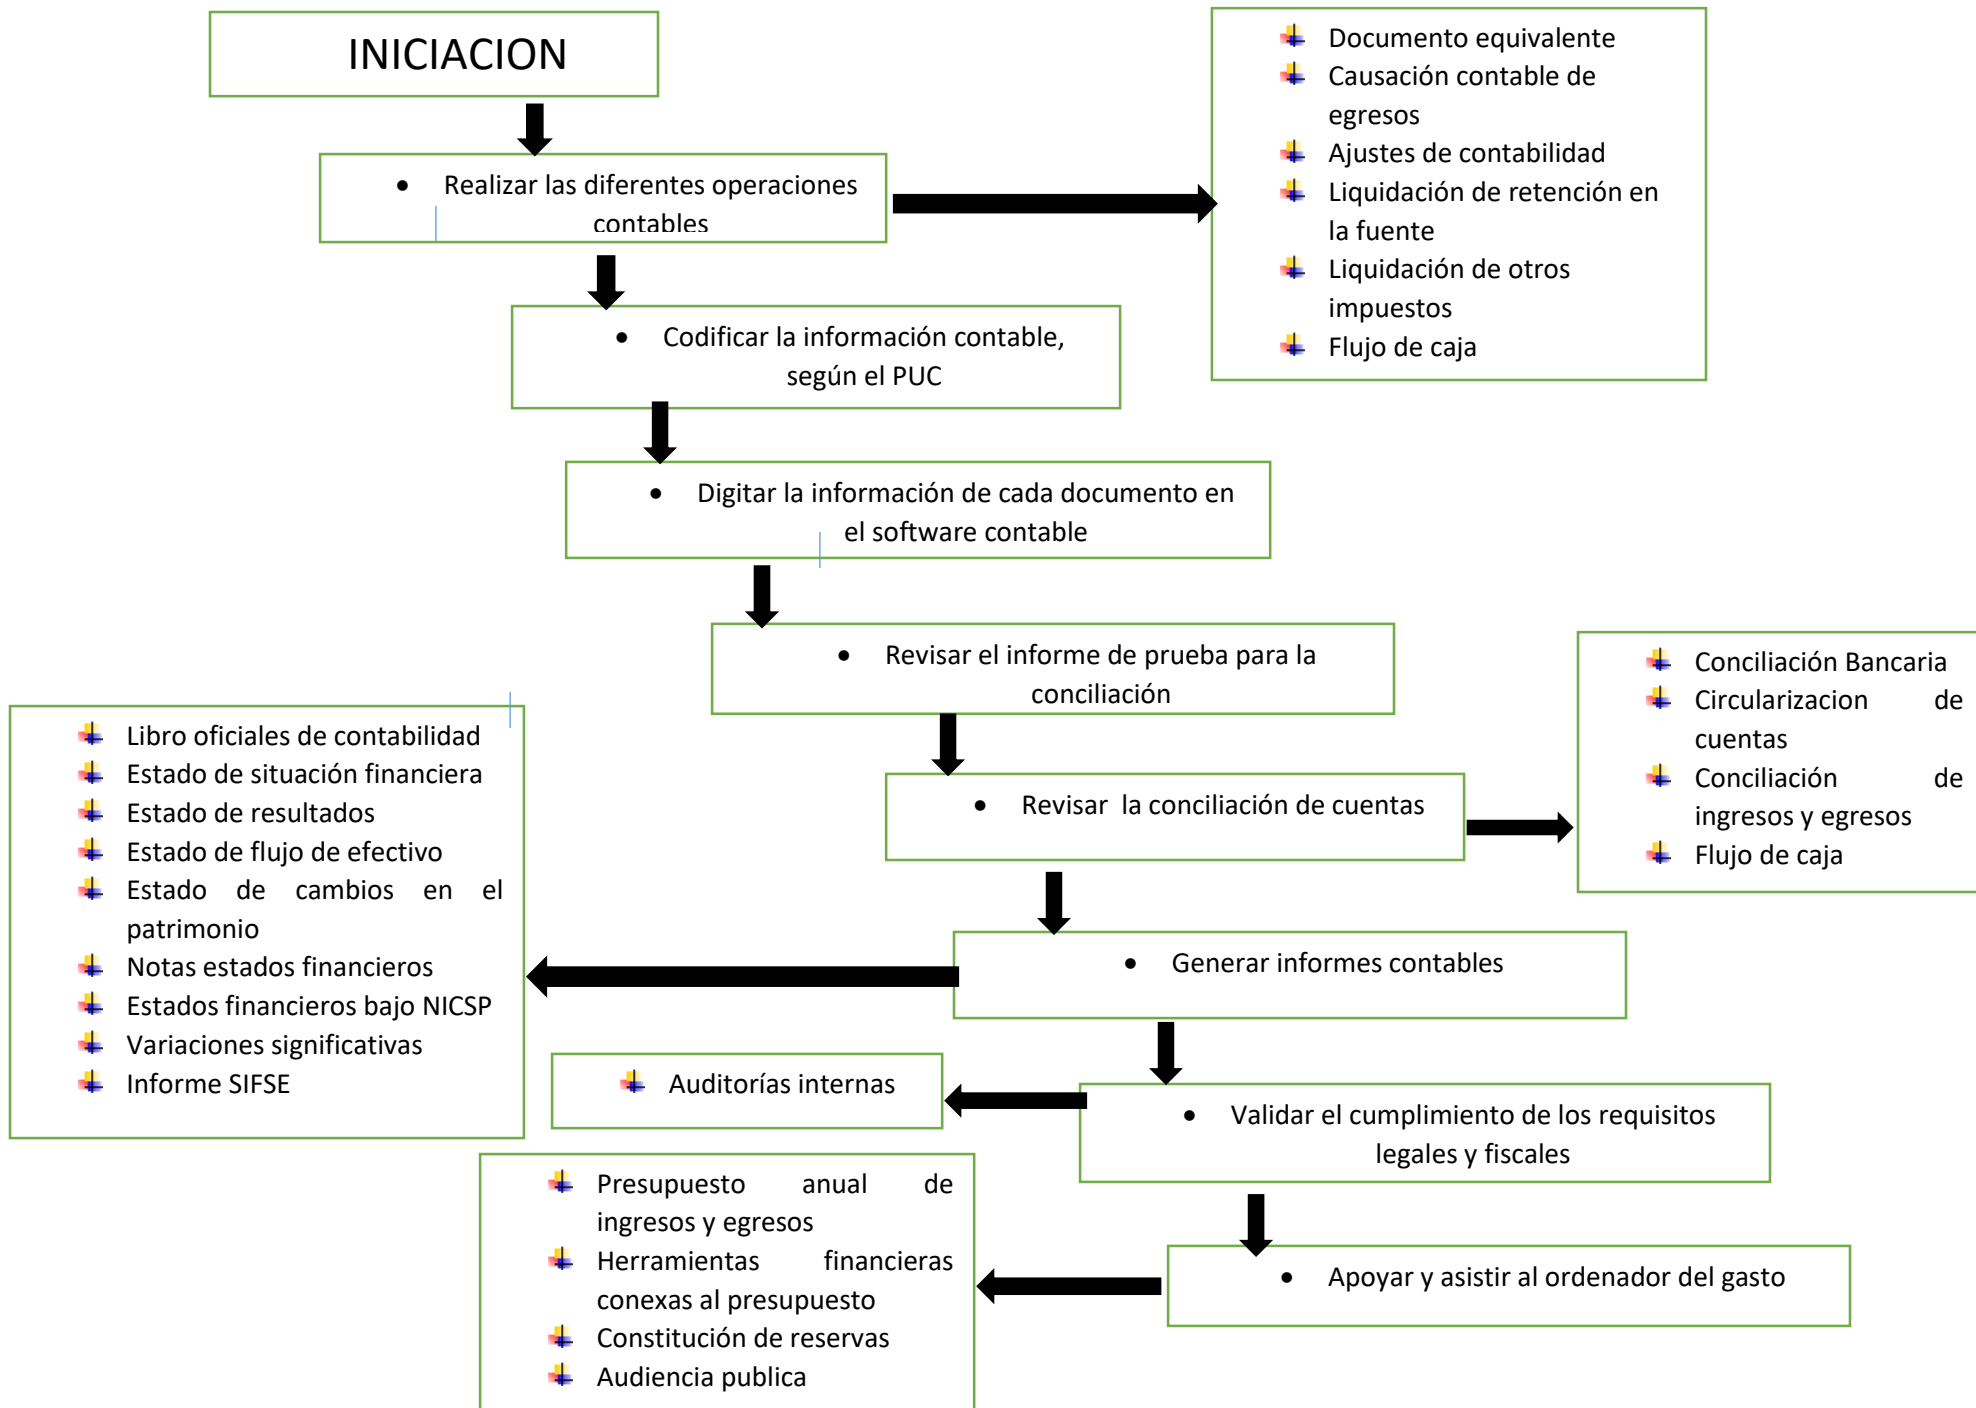 INICIACION
Documento equivalente
Causación contable de
egresos
Ajustes de contabilidad
Liquidación de retención en
la fuente
Liquidación de otros
impuestos
Flujo de caja
• Realizar las diferentes operaciones
contables
• Codificar la información contable,
según el PUC
• Digitar la información de cada documento en
el software contable
• Revisar el informe de prueba para la
conciliación
Conciliación Bancaria
Circularizacion de
cuentas
Conciliación de
ingresos y egresos
Flujo de caja
• Revisar  la conciliación de cuentas
Libro oficiales de contabilidad
Estado de situación financiera
Estado de resultados
Estado de flujo de efectivo
Estado de cambios en el
patrimonio
Notas estados financieros
Estados financieros bajo NICSP
Variaciones significativas
Informe SIFSE
• Generar informes contables
Auditorías internas
• Validar el cumplimiento de los requisitos
legales y fiscales
Presupuesto anual de
ingresos y egresos
Herramientas financieras
conexas al presupuesto
Constitución de reservas
Audiencia publica
• Apoyar y asistir al ordenador del gasto